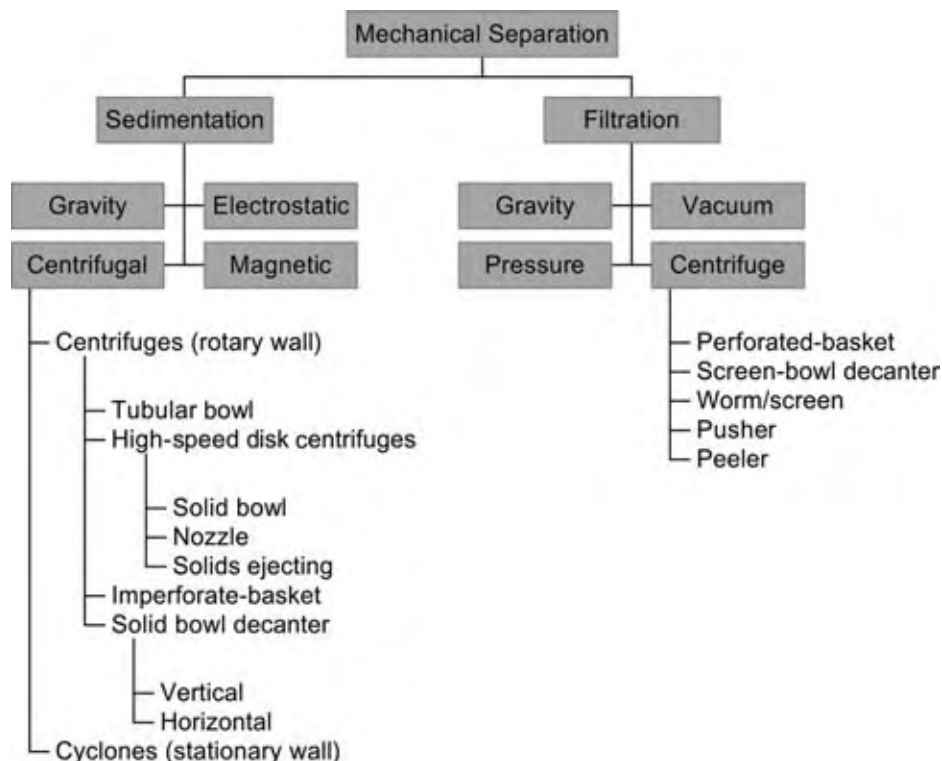 Mechanical Separation
Sedimentation
Filtration
Gravity
Electrostatic
Gravity
Vacuum
Centrifugal
Magnetic
Pressure
Centrifuge
Centrifuges (rotary wall)
Tubular bowl
High-speed disk centrifuges
Solid bowl
Nozzle
Solids ejecting
Imperforate-basket
Solid bowl decanter
Vertical
Horizontal
Cyclones (stationary wall)
Perforated-basket
Screen-bowl decanter
Worm/screen
Pusher
Peeler